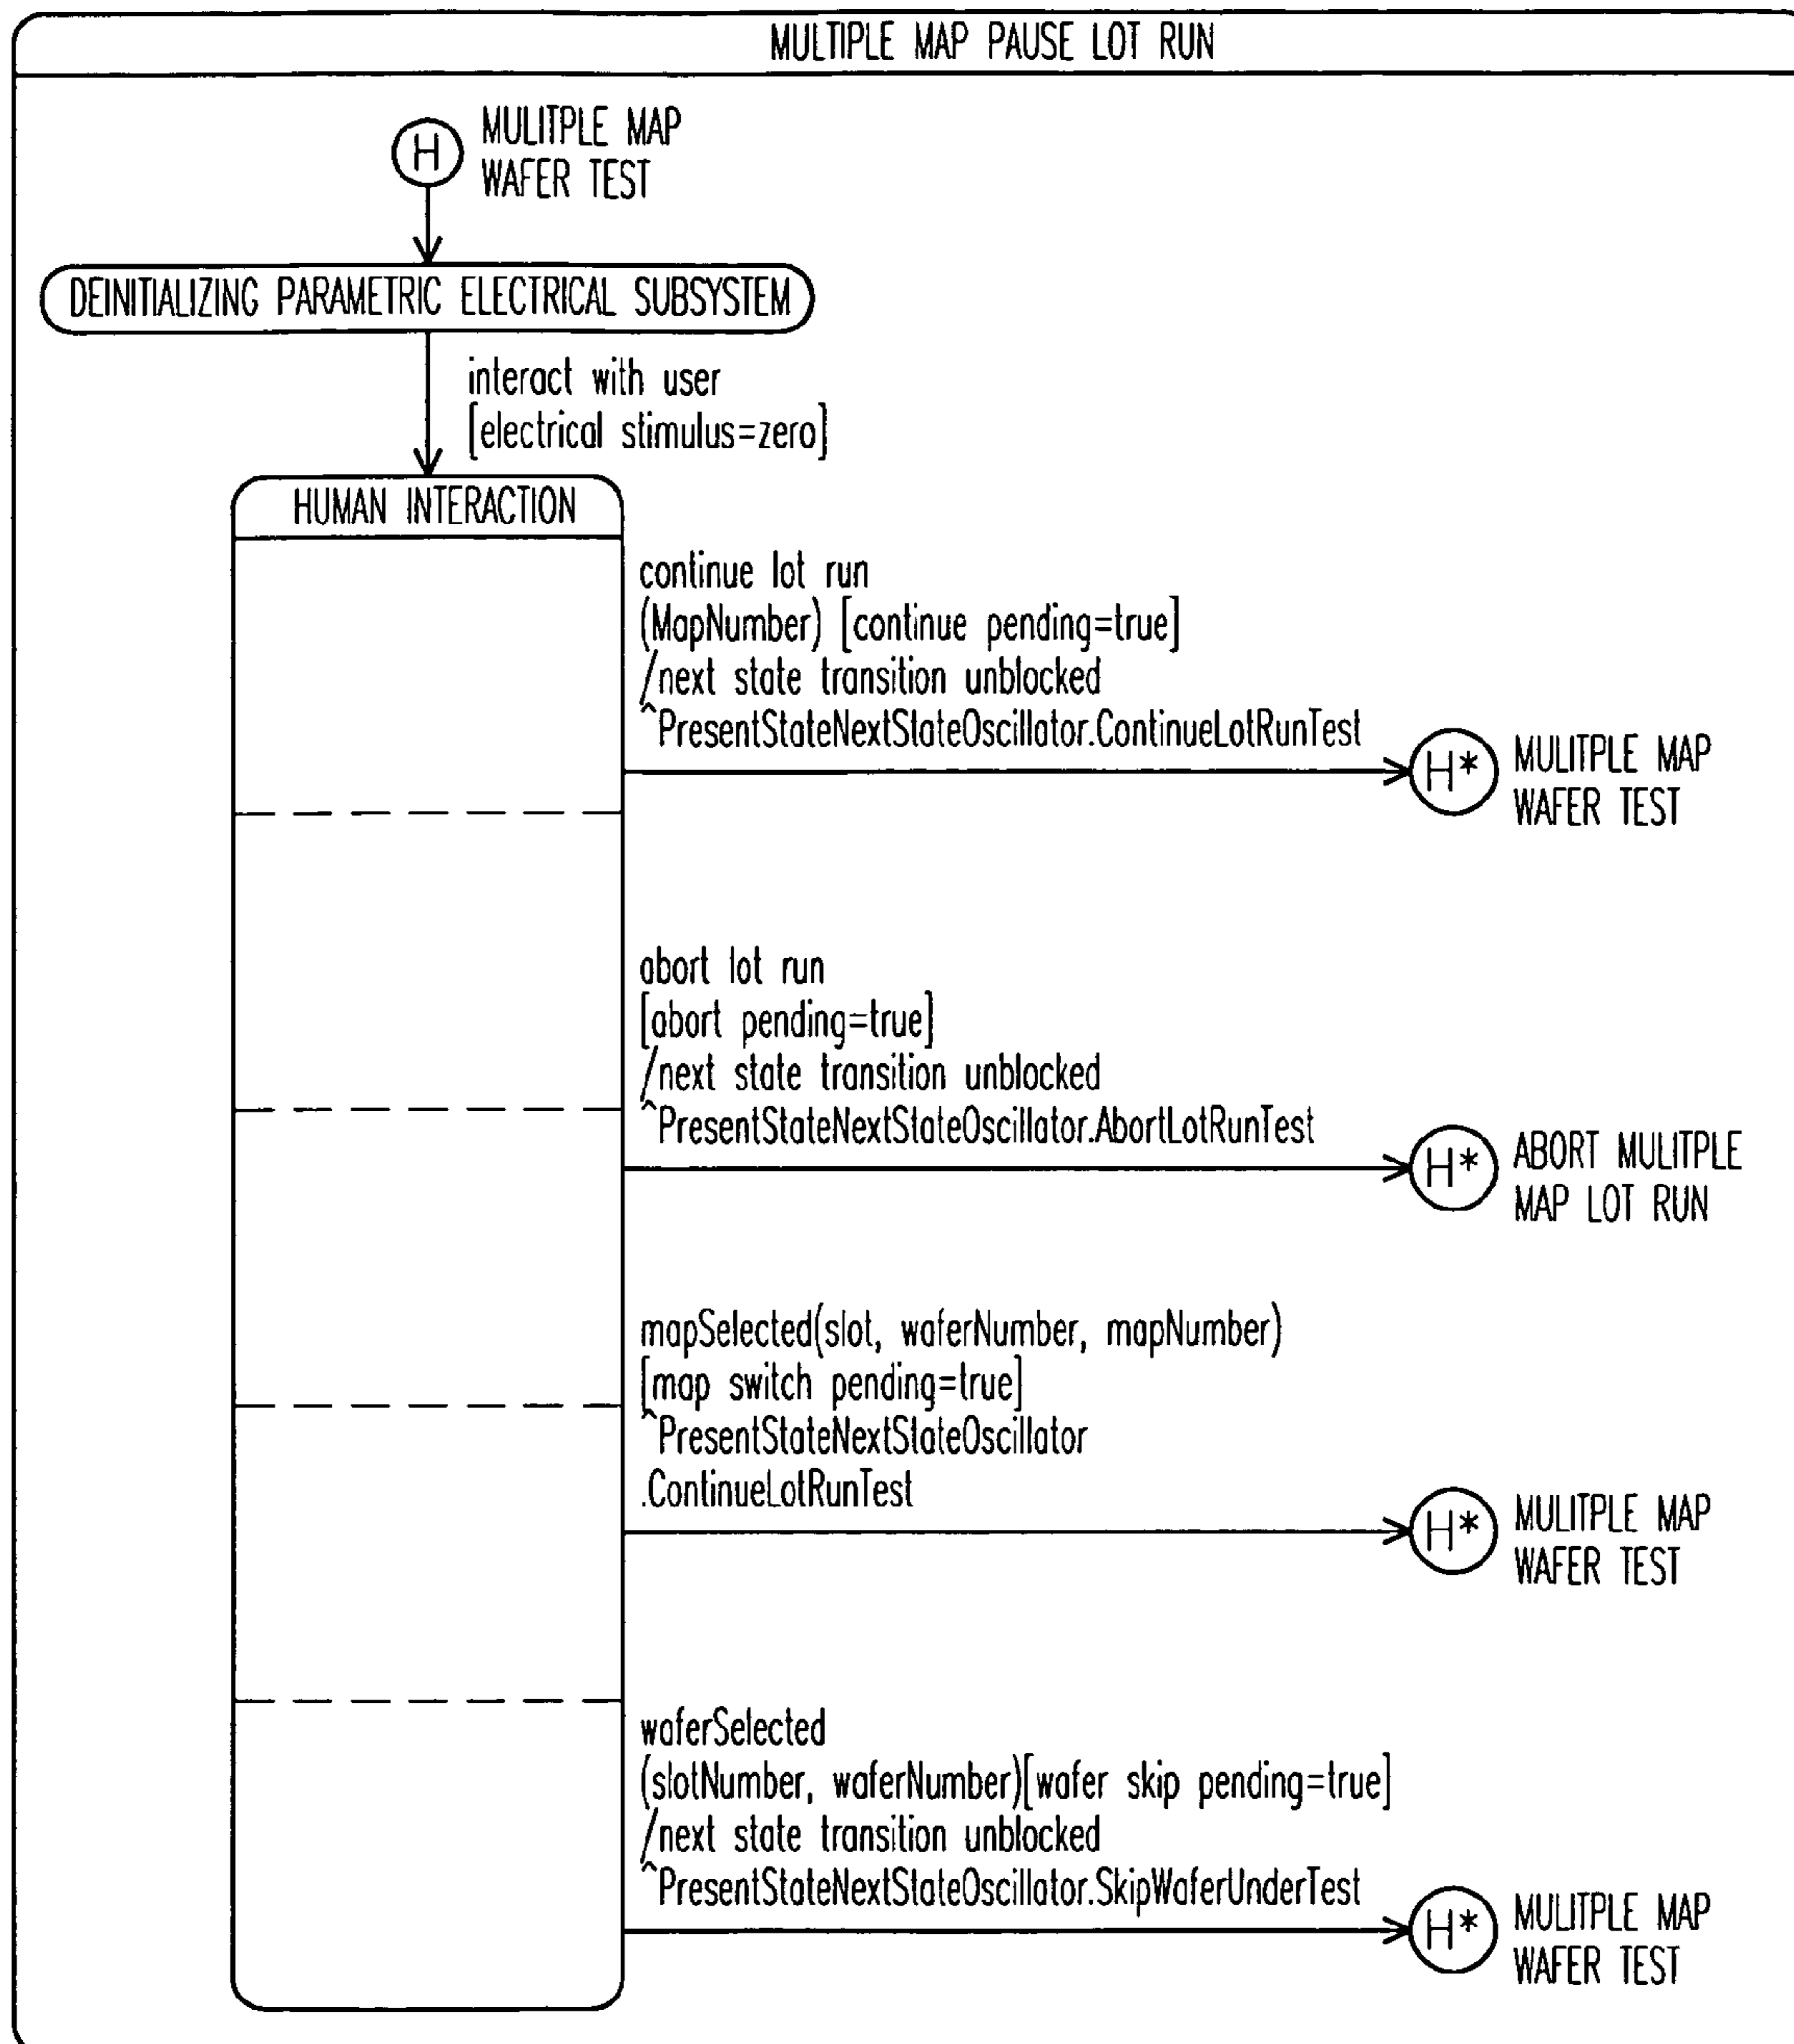 MULTIPLE MAP PAUSE LOT RUN
H
MULITPLE MAP
WAFER TEST
DEINITIALIZING PARAMETRIC ELECTRICAL SUBSYSTEM
interact with user
[electrical stimulus=zero]
HUMAN INTERACTION
continue lot run
(MapNumber) [continue pending=true]
/next state transition unblocked
^PresentStateNextStateOscillator.ContinueLotRunTest
H*
MULITPLE MAP
WAFER TEST
abort lot run
[abort pending=true]
/next state transition unblocked
^PresentStateNextStateOscillator.AbortLotRunTest
H*
ABORT MULITPLE
MAP LOT RUN
mapSelected(slot, waferNumber, mapNumber)
[map switch pending=true]
^PresentStateNextStateOscillator
.ContinueLotRunTest
H*
MULITPLE MAP
WAFER TEST
waferSelected
(slotNumber, waferNumber)[wafer skip pending=true]
/next state transition unblocked
^PresentStateNextStateOscillator.SkipWaferUnderTest
H*
MULITPLE MAP
WAFER TEST